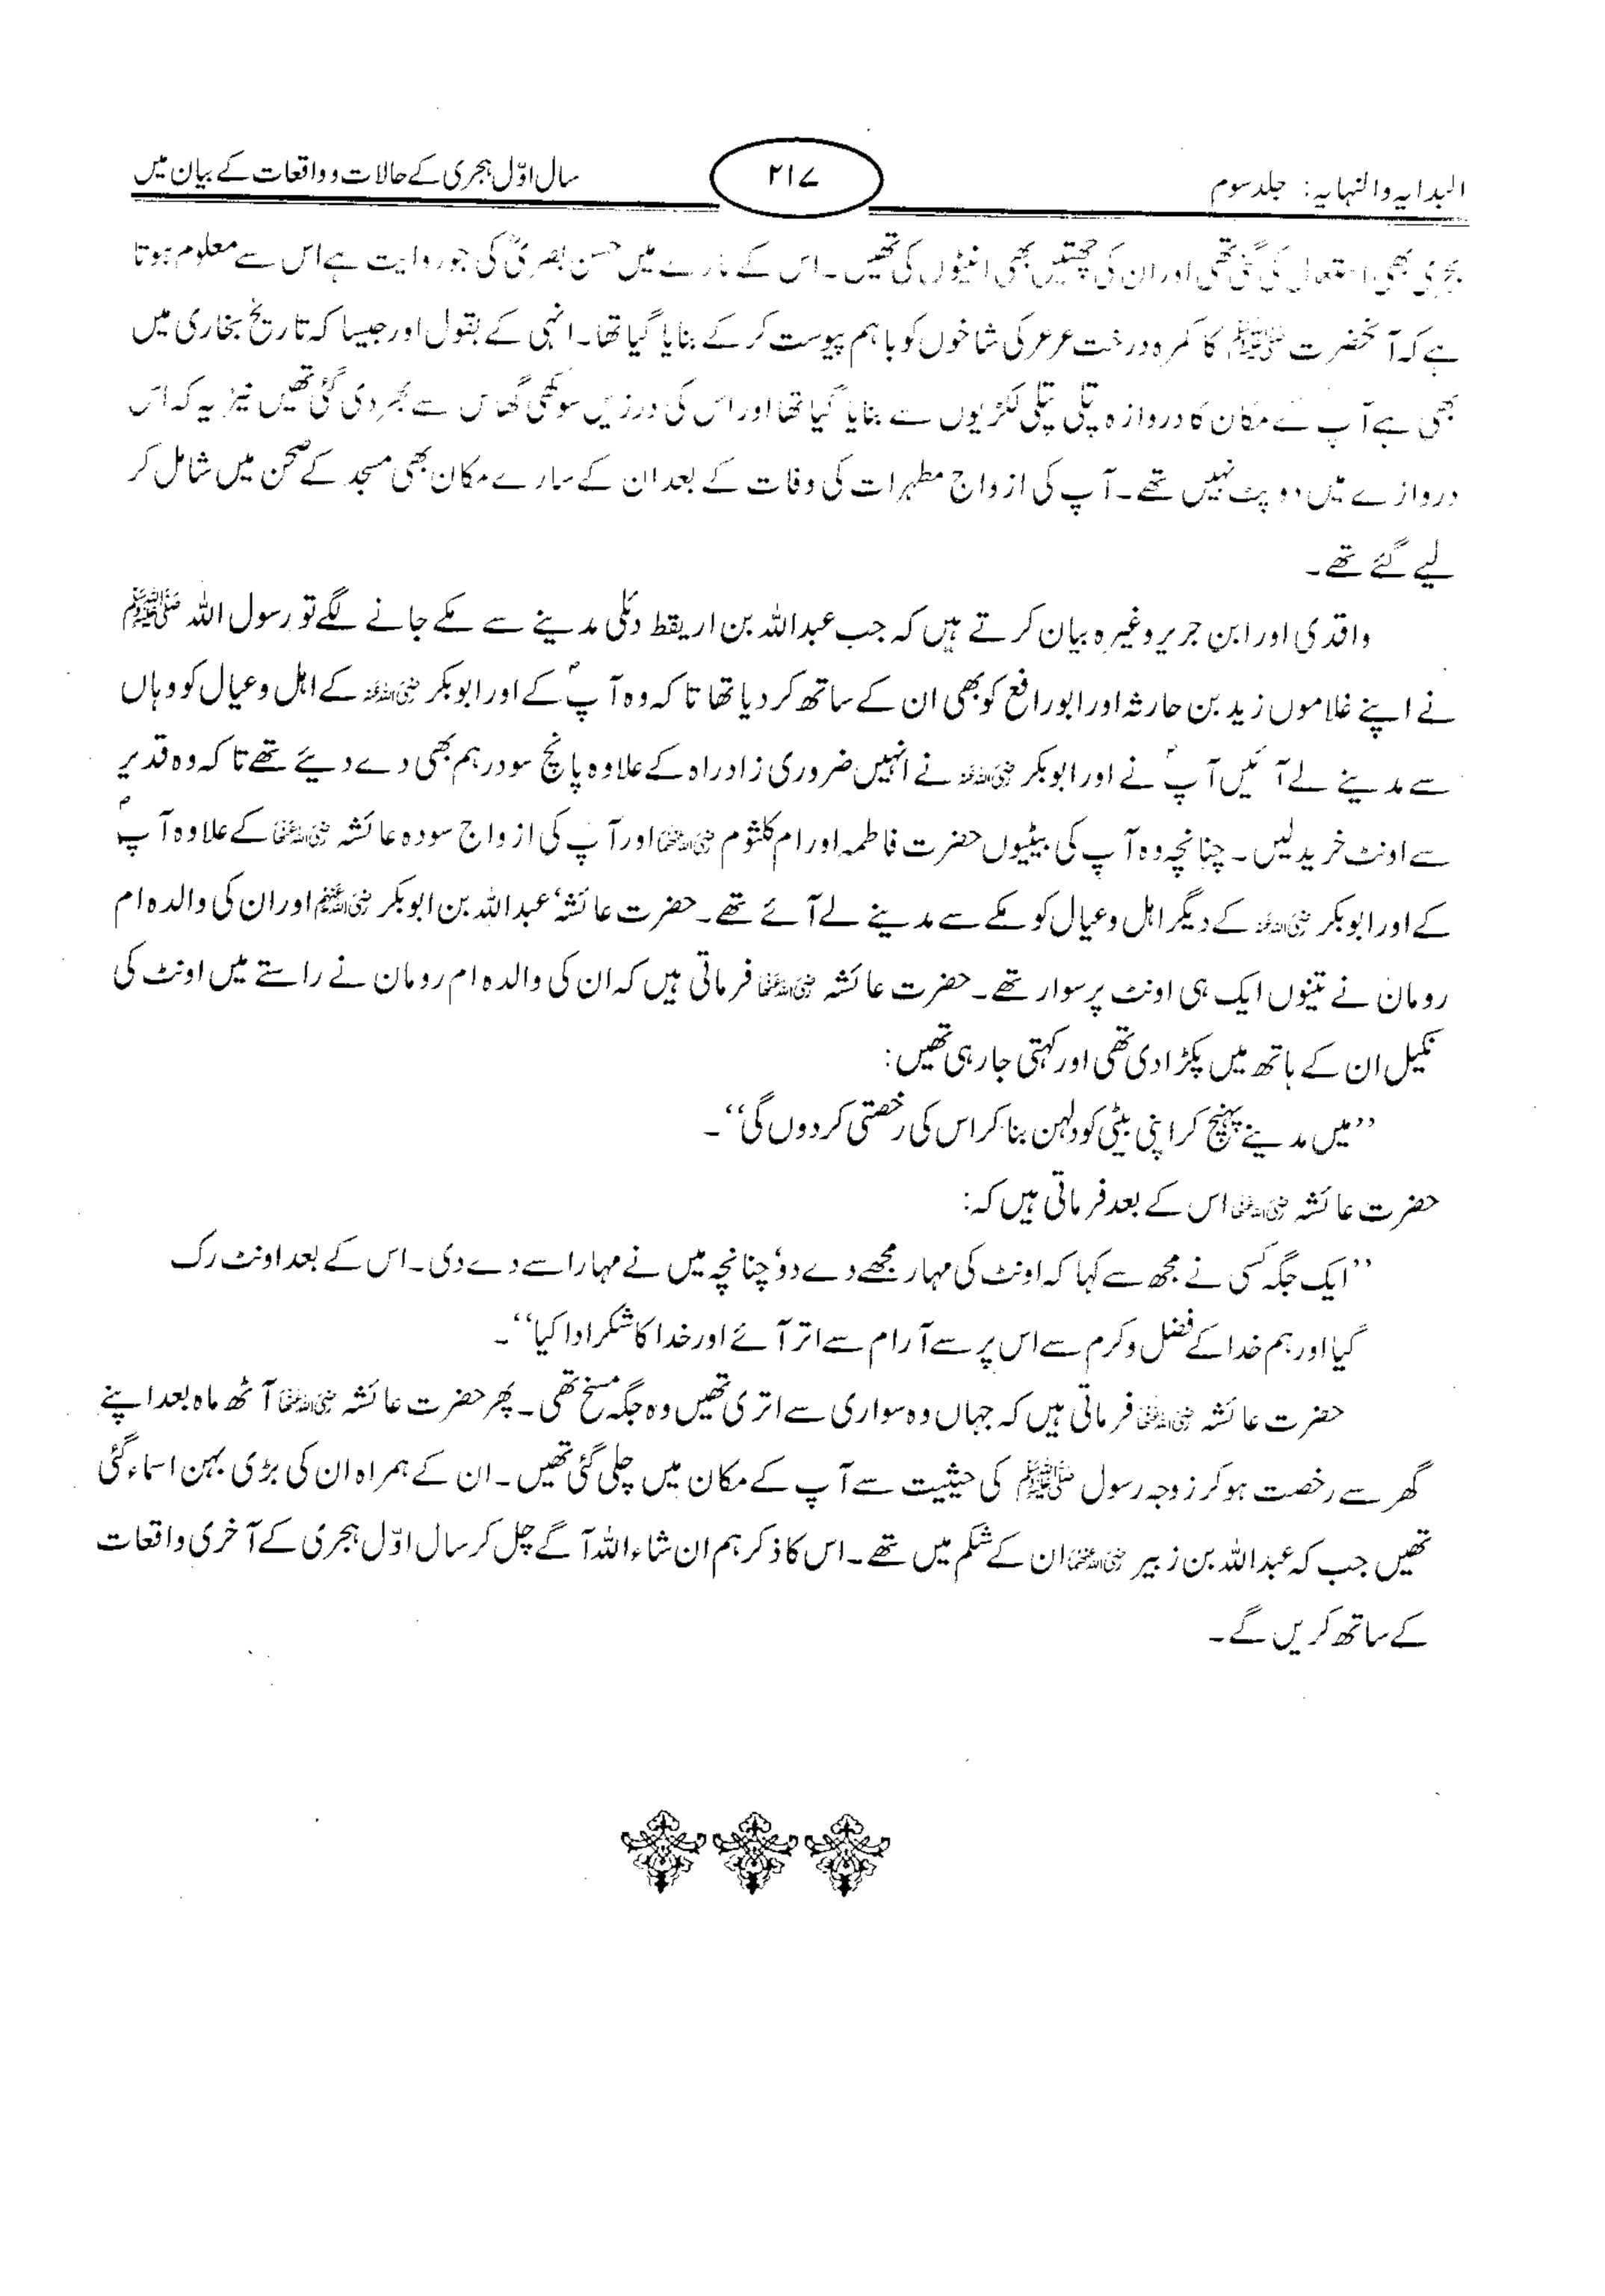 البدایہ والنہایہ: جلد سوم
۲۱۷
سال اوّل ہجری کے حالات و واقعات کے بیان میں
بھی استعمال کی گئی تھی اور ان کی چھتیں بھی انیٹوں کی تھیں۔ اس کے بارے میں حسن بصریؒ کی جو روایت ہے اس سے معلوم ہوتا
ہے کہ آنحضرت ﷺ کا کمرہ درخت عرعر کی شاخوں کو باہم پیوست کر کے بنایا گیا تھا۔ انہی کے بقول اور جیسا کہ تاریخ بخاری میں
بھی ہے آپ کے مکان کا دروازہ پتلی پتلی لکڑیوں سے بنایا گیا تھا اور اس کی درزیں سوکھی گھاس سے بھر دی گئی تھیں نیز یہ کہ اس
دروازے میں دو پٹ نہیں تھے۔ آپ کی ازواج مطہرات کی وفات کے بعد ان کے سارے مکان بھی مسجد کے صحن میں شامل کر
لیے گئے تھے۔
واقدی اور ابن جریر وغیرہ بیان کرتے ہیں کہ جب عبداللہ بن اریقط دئلی مدینے سے مکے جانے لگے تو رسول اللہ ﷺ
نے اپنے غلاموں زید بن حارثہ اور ابورافع کو بھی ان کے ساتھ کر دیا تھا تا کہ وہ آپؐ کے اور ابوبکر رضی اللہ عنہ کے اہل و عیال کو وہاں
سے مدینے لے آئیں آپؐ نے اور ابوبکر رضی اللہ عنہ نے انہیں ضروری زاد راہ کے علاوہ پانچ سو درہم بھی دے دیئے تھے تا کہ وہ قدیر
سے اونٹ خرید لیں۔ چنانچہ وہ آپ کی بیٹیوں حضرت فاطمہ اور ام کلثوم رضی اللہ عنہا اور آپ کی ازواج سودہ عائشہ رضی اللہ عنہا کے علاوہ آپؐ
کے اور ابوبکر رضی اللہ عنہ کے دیگر اہل و عیال کو مکے سے مدینے لے آئے تھے۔ حضرت عائشہ‘ عبداللہ بن ابوبکر رضی اللہ عنہم اور ان کی والدہ ام
رومان نے تینوں ایک ہی اونٹ پر سوار تھے۔ حضرت عائشہ رضی اللہ عنہا فرماتی ہیں کہ ان کی والدہ ام رومان نے راستے میں اونٹ کی
نکیل ان کے ہاتھ میں پکڑا دی تھی اور کہتی جا رہی تھیں:
’’میں مدینے پہنچ کر اپنی بیٹی کو دلہن بنا کر اس کی رخصتی کر دوں گی‘‘۔
حضرت عائشہ رضی اللہ عنہا اس کے بعد فرماتی ہیں کہ:
’’ایک جگہ کسی نے مجھ سے کہا کہ اونٹ کی مہار مجھے دے دو‘ چنانچہ میں نے مہار اسے دے دی۔ اس کے بعد اونٹ رک
گیا اور ہم خدا کے فضل و کرم سے اس پر سے آرام سے اتر آئے اور خدا کا شکر ادا کیا‘‘۔
حضرت عائشہ رضی اللہ عنہا فرماتی ہیں کہ جہاں وہ سواری سے اتری تھیں وہ جگہ سنح تھی۔ پھر حضرت عائشہ رضی اللہ عنہا آٹھ ماہ بعد اپنے
گھر سے رخصت ہو کر زوجہ رسول ﷺ کی حیثیت سے آپ کے مکان میں چلی گئی تھیں۔ ان کے ہمراہ ان کی بڑی بہن اسماء گئی
تھیں جب کہ عبداللہ بن زبیر رضی اللہ عنہما ان کے شکم میں تھے۔ اس کا ذکر ہم ان شاء اللہ آگے چل کر سال اوّل ہجری کے آخری واقعات
کے ساتھ کریں گے۔